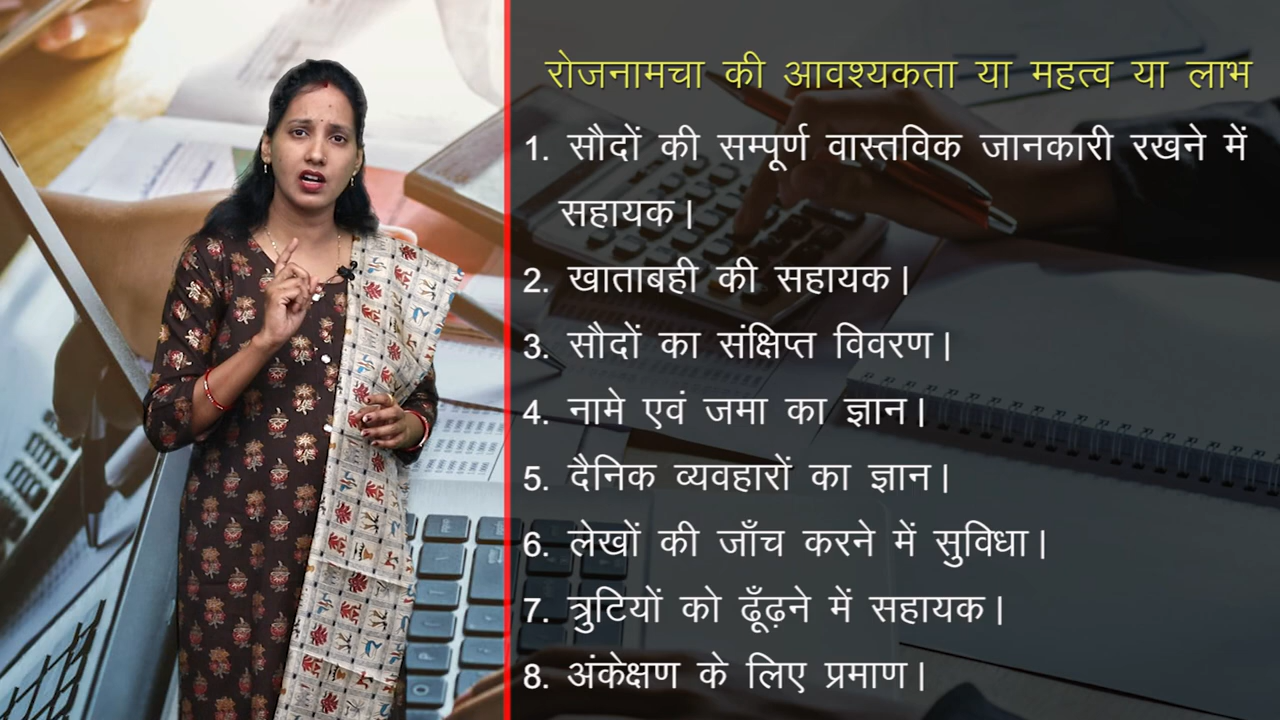 रोजनामचा की आवश्यकता या महत्व या लाभ
1. सौदों की सम्पूर्ण वास्तविक जानकारी रखने में
सहायक।
2. खाताबही की सहायक।
3. सौदों का संक्षिप्त विवरण।
4. नामे एवं जमा का ज्ञान।
5. दैनिक व्यवहारों का ज्ञान।
6. लेखों की जाँच करने में सुविधा।
7. त्रुटियों को ढूँढ़ने में सहायक।
8. अंकेक्षण के लिए प्रमाण।